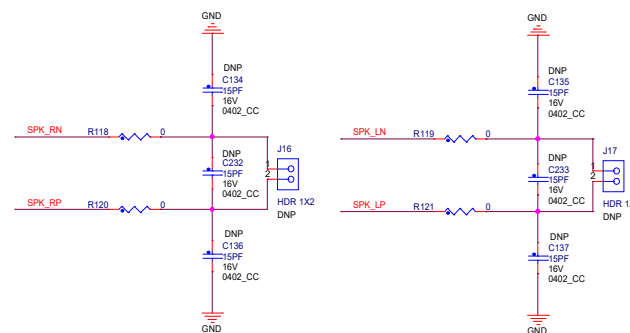 GND
DNP
C134
15PF
16V
0402_CC
SPK_RN
R118
0
J16
1
2
DNP
C232
15PF
16V
0402_CC
HDR 1X2
DNP
SPK_RP
R120
0
DNP
C136
15PF
16V
0402_CC
GND
GND
DNP
C135
15PF
16V
0402_CC
SPK_LN
R119
0
J17
1
2
DNP
C233
15PF
16V
0402_CC
HDR 1
DNP
SPK_LP
R121
0
DNP
C137
15PF
16V
0402_CC
GND